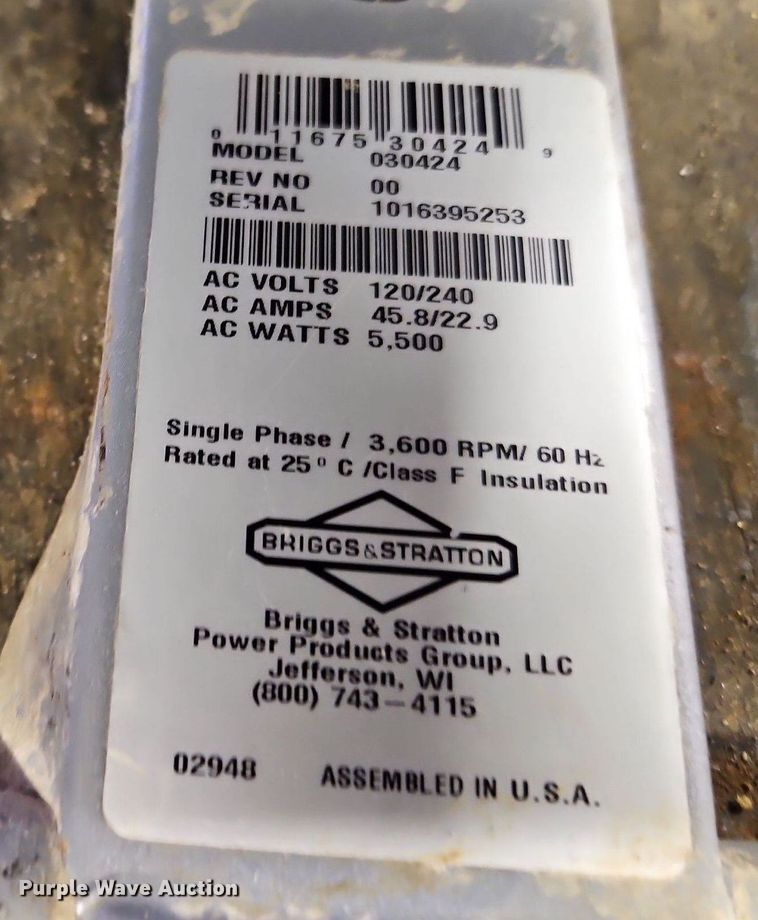 0 11675 30424 9
MODEL 030424
REV NO 00
SERIAL 1016395253
AC VOLTS 120/240
AC AMPS 45.8/22.9
AC WATTS 5,500
Single Phase / 3,600 RPM/ 60 Hz
Rated at 25° C /Class F Insulation
BRIGGS&STRATTON
Briggs & Stratton
Power Products Group, LLC
Jefferson, WI
(800) 743-4115
02948 ASSEMBLED IN U.S.A.
Purple Wave Auction